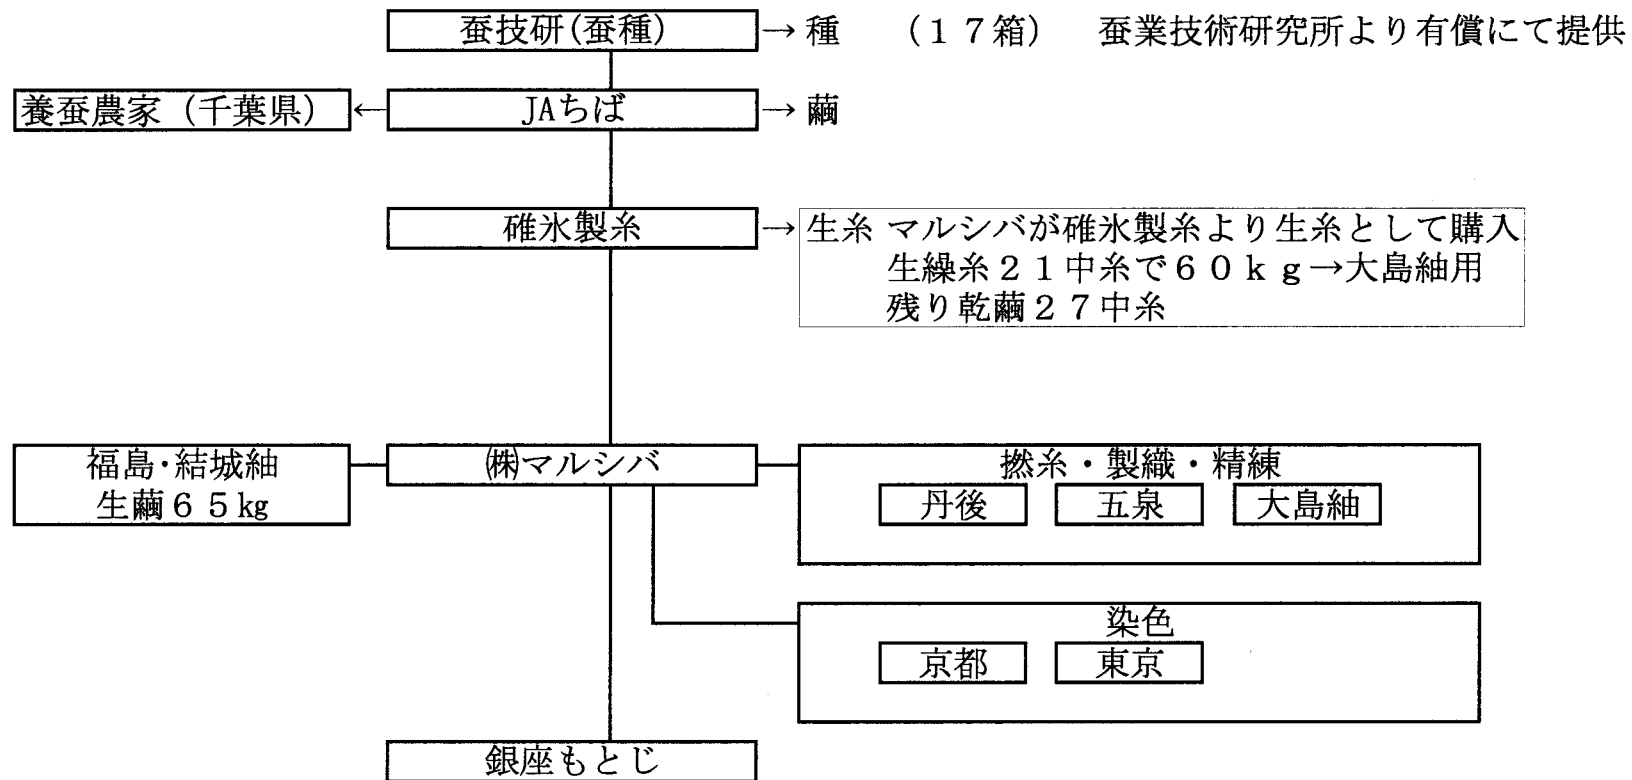 蚕技研(蚕種)→ 種 (１７箱) 蚕業技術研究所より有償にて提供
養蚕農家（千葉県）← JAちば → 繭
碓氷製糸 → 生糸 マルシバが碓氷製糸より生糸として購入
生繰糸２１中糸で６０ｋｇ→大島紬用
残り乾繭２７中糸
福島･結城紬
生繭６５㎏
㈱マルシバ
撚糸・製織・精練
丹後 五泉 大島紬
染色
京都 東京
銀座もとじ